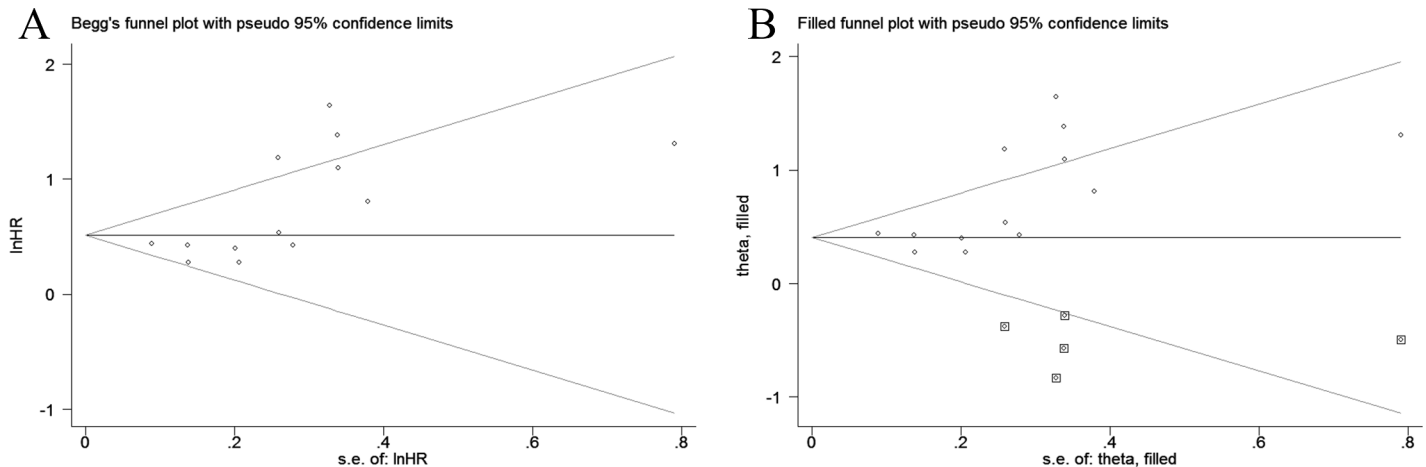 A
Begg's funnel plot with pseudo 95% confidence limits
2
1
0
-1
lnHR
0
.2
.4
.6
.8
s.e. of: lnHR
B
Filled funnel plot with pseudo 95% confidence limits
2
1
0
-1
theta, filled
0
.2
.4
.6
.8
s.e. of: theta, filled